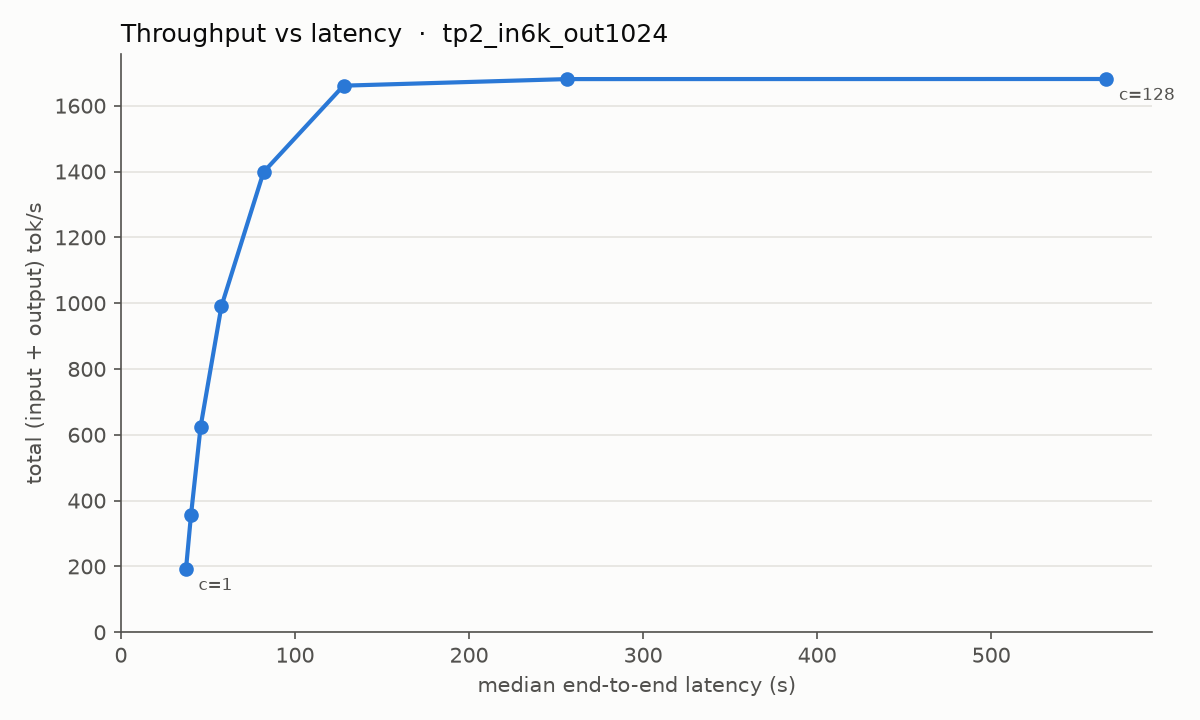 Throughput vs latency · tp2_in6k_out1024
total (input + output) tok/s
1600
1400
1200
1000
800
600
400
200
0
c=128
c=1
0 100 200 300 400 500
median end-to-end latency (s)